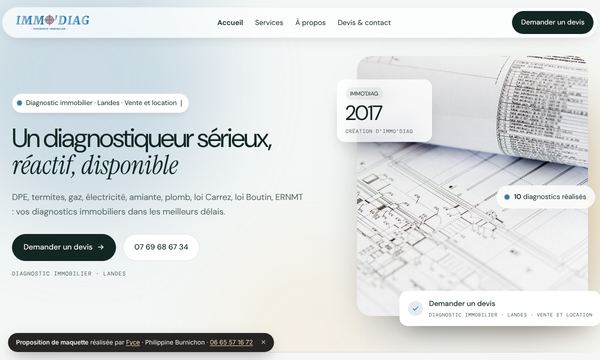 IMMO'DIAG
Accueil
Services
À propos
Devis & contact
Demander un devis
Diagnostic immobilier · Landes · Vente et location |
Un diagnostiqueur sérieux,
réactif, disponible
DPE, termites, gaz, électricité, amiante, plomb, loi Carrez, loi Boutin, ERNMT
: vos diagnostics immobiliers dans les meilleurs délais.
Demander un devis →
07 69 68 67 34
DIAGNOSTIC IMMOBILIER · LANDES
IMMO'DIAG
2017
CRÉATION D'IMMO'DIAG
10 diagnostics réalisés
Demander un devis
DIAGNOSTIC IMMOBILIER · LANDES · VENTE ET LOCATION
Proposition de maquette réalisée par Fyce · Philippine Burnichon · 06 65 57 16 72 ×